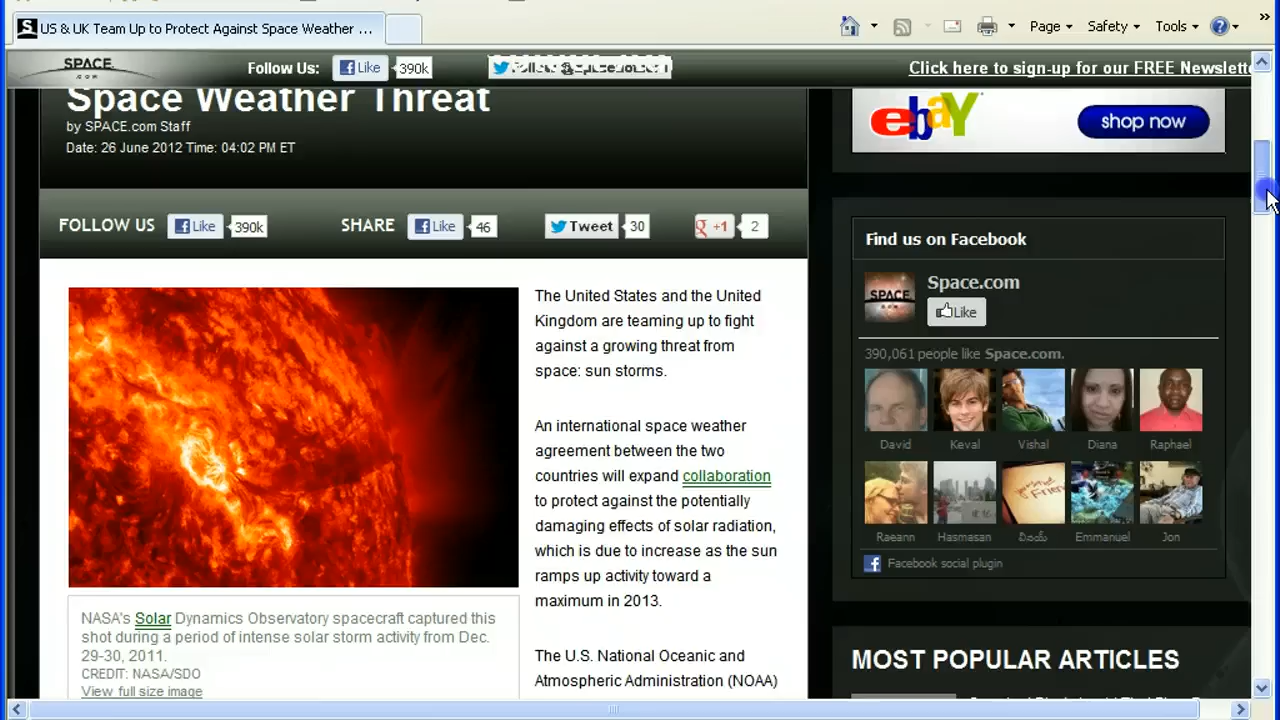 US & UK Team Up to Protect Against Space Weather ...
Page
Safety
Tools
SPACE
.COM
Follow Us:
Like
390k
Click here to sign-up for our FREE Newslette
Space Weather Threat
by SPACE.com Staff
Date: 26 June 2012 Time: 04:02 PM ET
ebay
shop now
FOLLOW US
Like
390k
SHARE
Like
46
Tweet
30
+1
2
The United States and the United
Kingdom are teaming up to fight
against a growing threat from
space: sun storms.
An international space weather
agreement between the two
countries will expand collaboration
to protect against the potentially
damaging effects of solar radiation,
which is due to increase as the sun
ramps up activity toward a
maximum in 2013.
The U.S. National Oceanic and
Atmospheric Administration (NOAA)
NASA's Solar Dynamics Observatory spacecraft captured this
shot during a period of intense solar storm activity from Dec.
29-30, 2011.
CREDIT: NASA/SDO
View full size image
Find us on Facebook
SPACE
Space.com
Like
390,061 people like Space.com.
David
Keval
Vishal
Diana
Raphael
Raeann
Hasmasan
Emmanuel
Jon
Facebook social plugin
MOST POPULAR ARTICLES